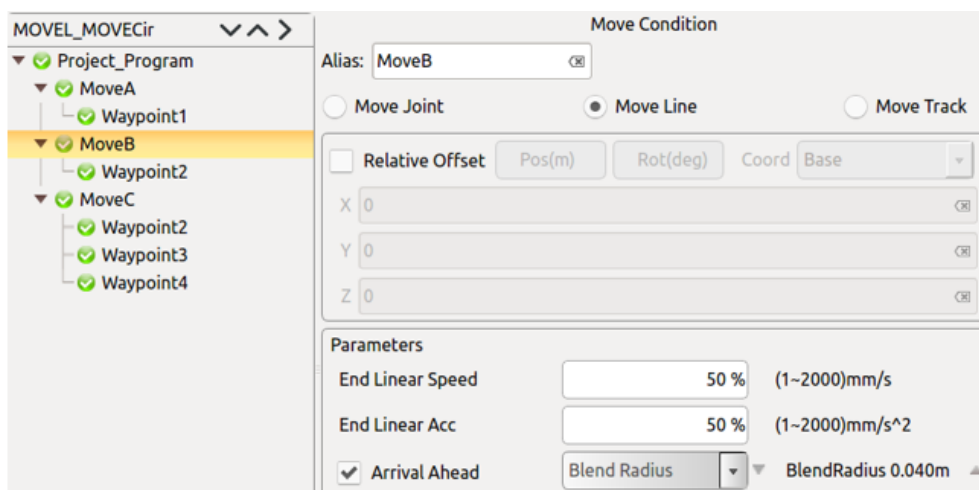 MOVEL_MOVECir
Project_Program
MoveA
Waypoint1
MoveB
Waypoint2
MoveC
Waypoint2
Waypoint3
Waypoint4
Move Condition
Alias: MoveB
Move Joint Move Line Move Track
Relative Offset Pos(m) Rot(deg) Coord Base
X 0
Y 0
Z 0
Parameters
End Linear Speed 50 % (1~2000)mm/s
End Linear Acc 50 % (1~2000)mm/s^2
Arrival Ahead Blend Radius BlendRadius 0.040m